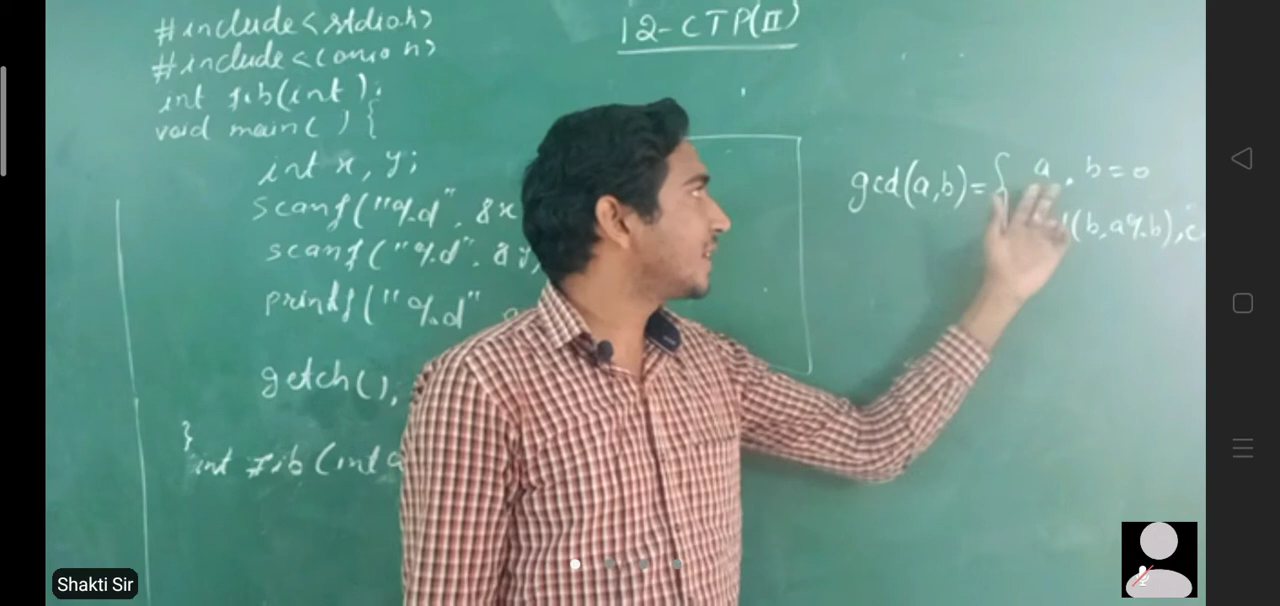 12-CTP(II)
#include<stdio.h>
#include<conio.h>
int fib(int);
void main( ) {
int x, y;
scanf("%d", &x
scanf("%d", &y,
printf("%d"
getch(),
}
int fib(int a
gcd(a,b)={ a, b=0
(b,a%b),
Shakti Sir